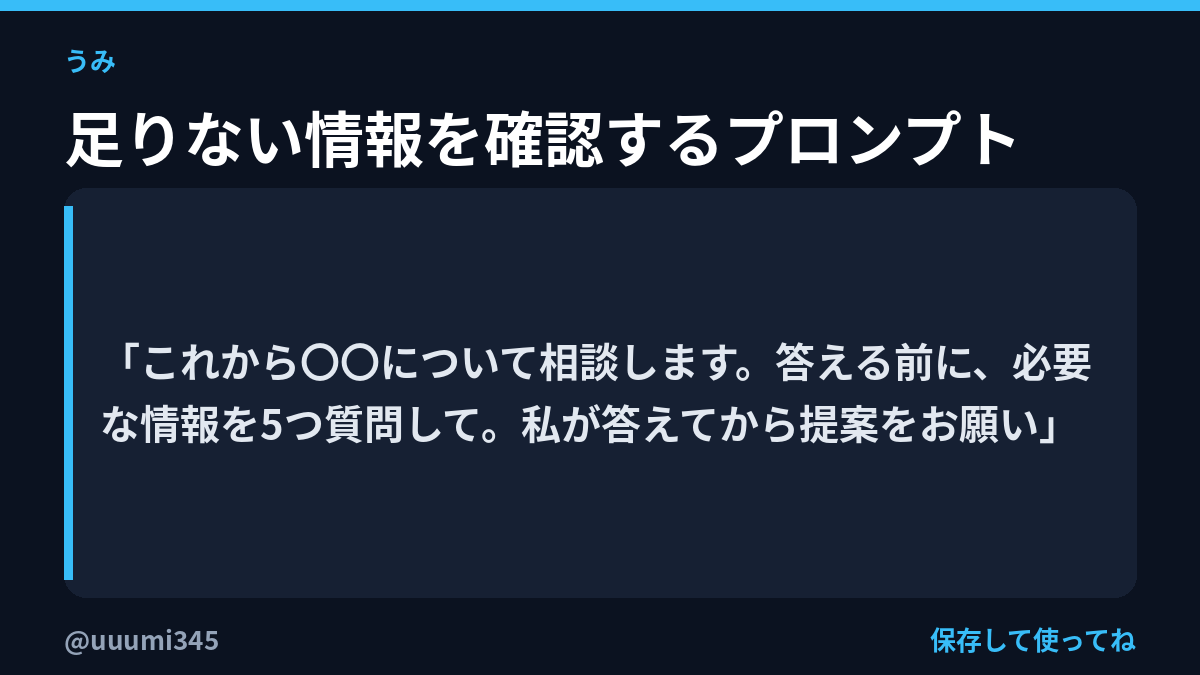 うみ
足りない情報を確認するプロンプト
「これから〇〇について相談します。答える前に、必要
な情報を5つ質問して。私が答えてから提案をお願い」
@uuumi345
保存して使ってね